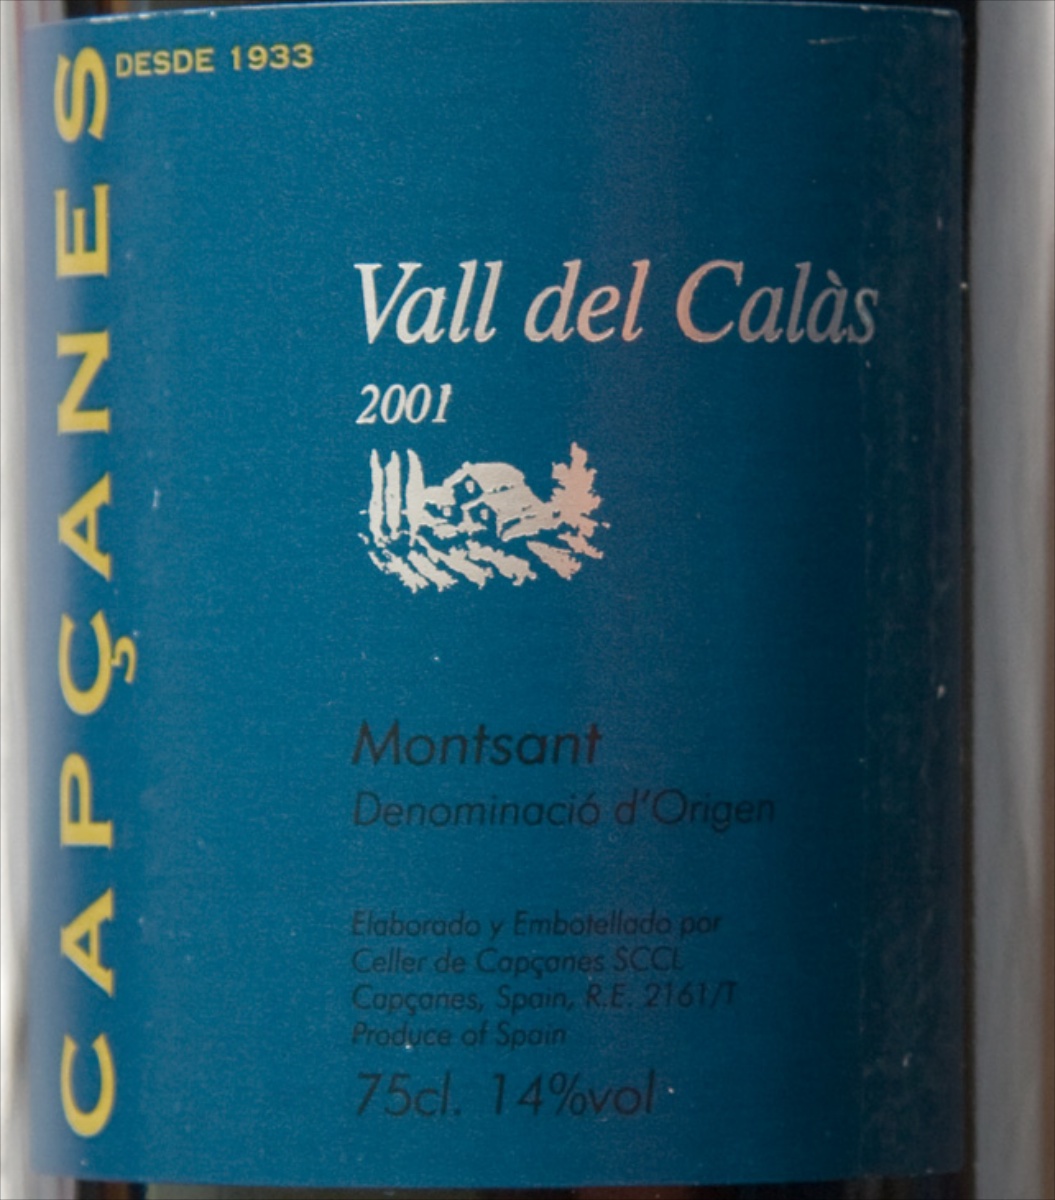 CAPÇANES
DESDE 1933
Vall del Calàs
2001
Montsant
Denominació d'Origen
Elaborado y Embotellado por
Celler de Capçanes SCCL
Capçanes, Spain, R.E. 2161/T
Produce of Spain
75cl. 14%vol